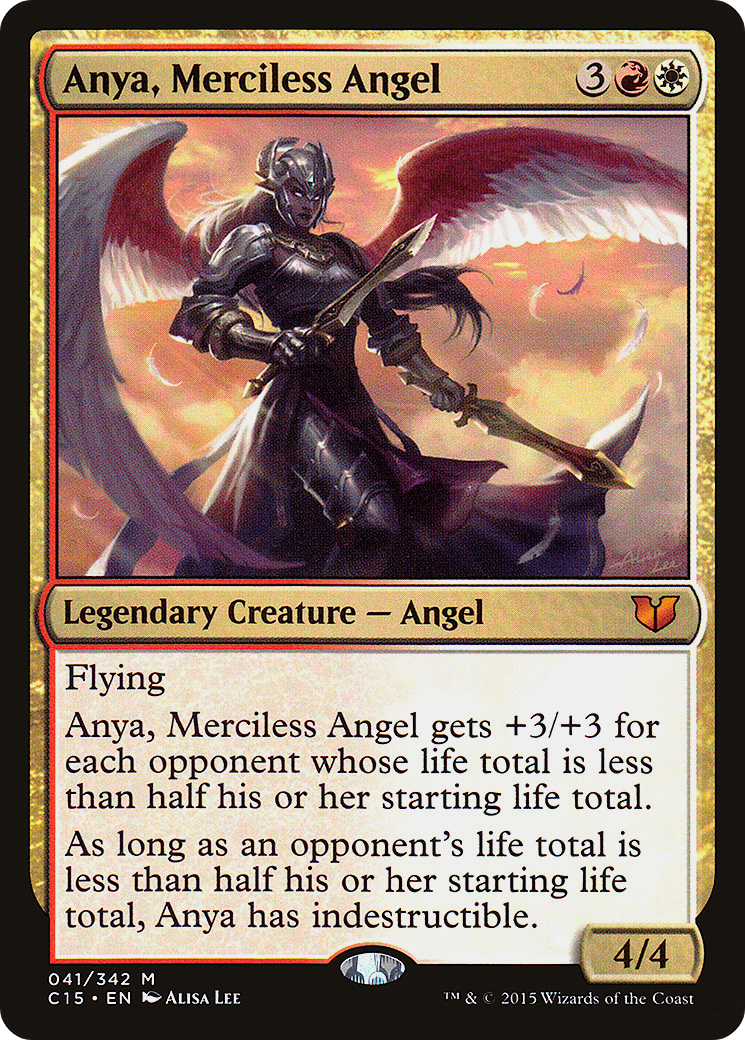 Anya, Merciless Angel 3
Alisa
Lee
Legendary Creature — Angel
Flying
Anya, Merciless Angel gets +3/+3 for
each opponent whose life total is less
than half his or her starting life total.
As long as an opponent's life total is
less than half his or her starting life
total, Anya has indestructible.
4/4
041/342 M
C15 • EN Alisa Lee
™ & © 2015 Wizards of the Coast